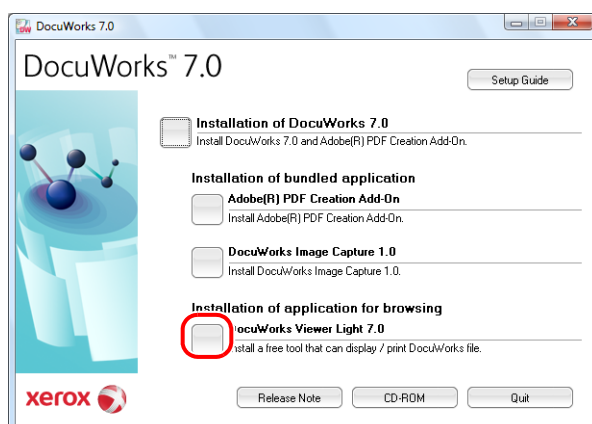 DocuWorks 7.0
DocuWorks™ 7.0
Setup Guide
Installation of DocuWorks 7.0
Install DocuWorks 7.0 and Adobe(R) PDF Creation Add-On.
Installation of bundled application
Adobe(R) PDF Creation Add-On
Install Adobe(R) PDF Creation Add-On.
DocuWorks Image Capture 1.0
Install DocuWorks Image Capture 1.0.
Installation of application for browsing
DocuWorks Viewer Light 7.0
Install a free tool that can display / print DocuWorks file.
xerox
Release Note
CD-ROM
Quit